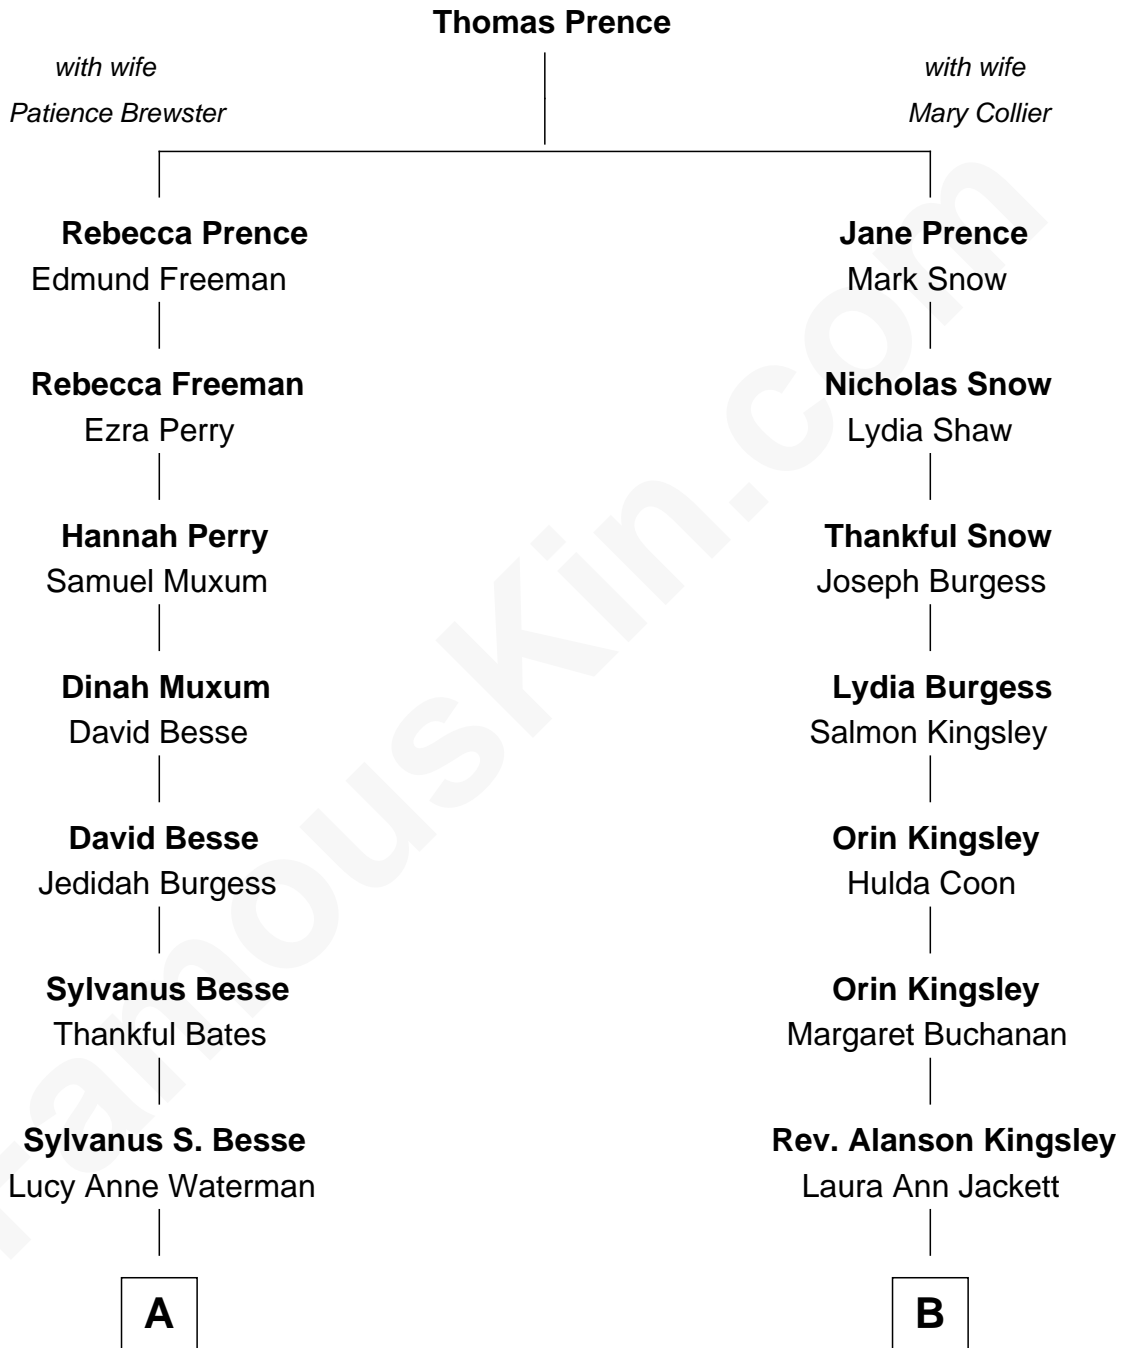 Thomas Prence
with wife
Patience Brewster
with wife
Mary Collier
Rebecca Prence
Edmund Freeman
Jane Prence
Mark Snow
Rebecca Freeman
Ezra Perry
Nicholas Snow
Lydia Shaw
Hannah Perry
Samuel Muxum
Thankful Snow
Joseph Burgess
Dinah Muxum
David Besse
Lydia Burgess
Salmon Kingsley
David Besse
Jedidah Burgess
Orin Kingsley
Hulda Coon
Sylvanus Besse
Thankful Bates
Orin Kingsley
Margaret Buchanan
Sylvanus S. Besse
Lucy Anne Waterman
Rev. Alanson Kingsley
Laura Ann Jackett
A
B
FamousKin.com